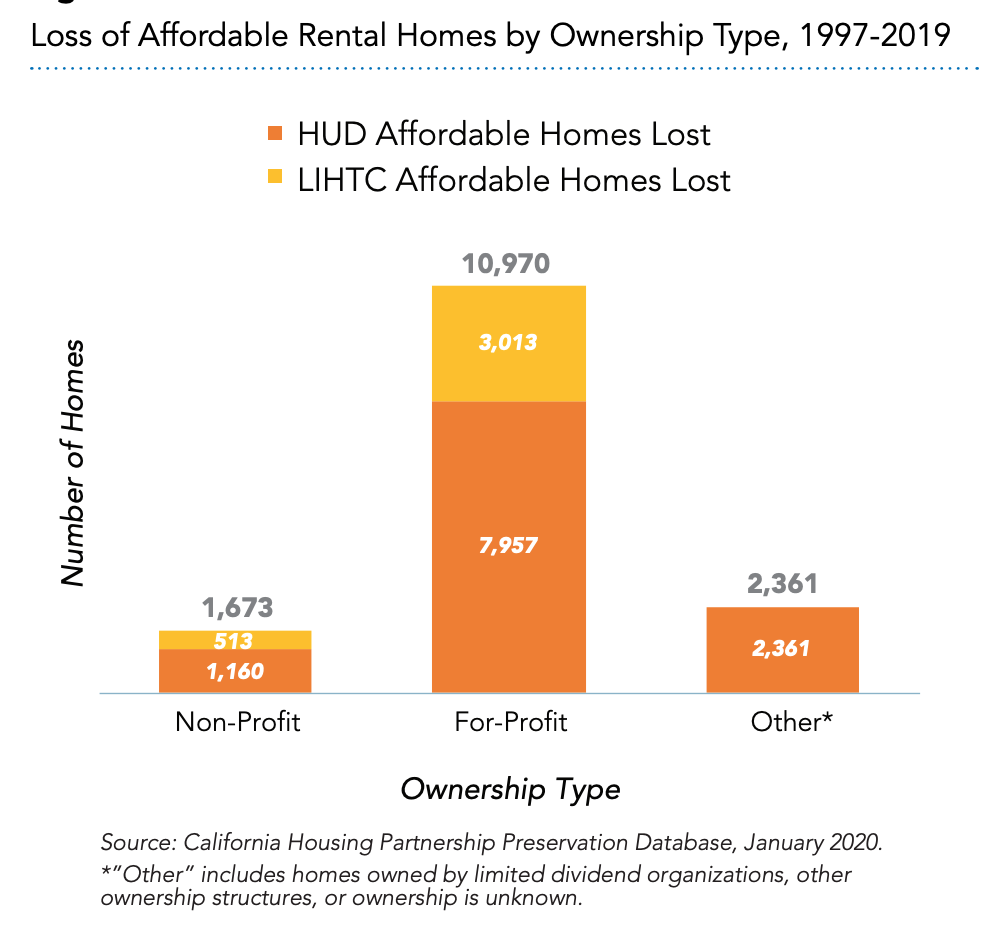 Loss of Affordable Rental Homes by Ownership Type, 1997-2019
HUD Affordable Homes Lost
LIHTC Affordable Homes Lost
Number of Homes
1,673
513
1,160
10,970
3,013
7,957
2,361
2,361
Non-Profit
For-Profit
Other*
Ownership Type
Source: California Housing Partnership Preservation Database, January 2020.
*”Other” includes homes owned by limited dividend organizations, other
ownership structures, or ownership is unknown.